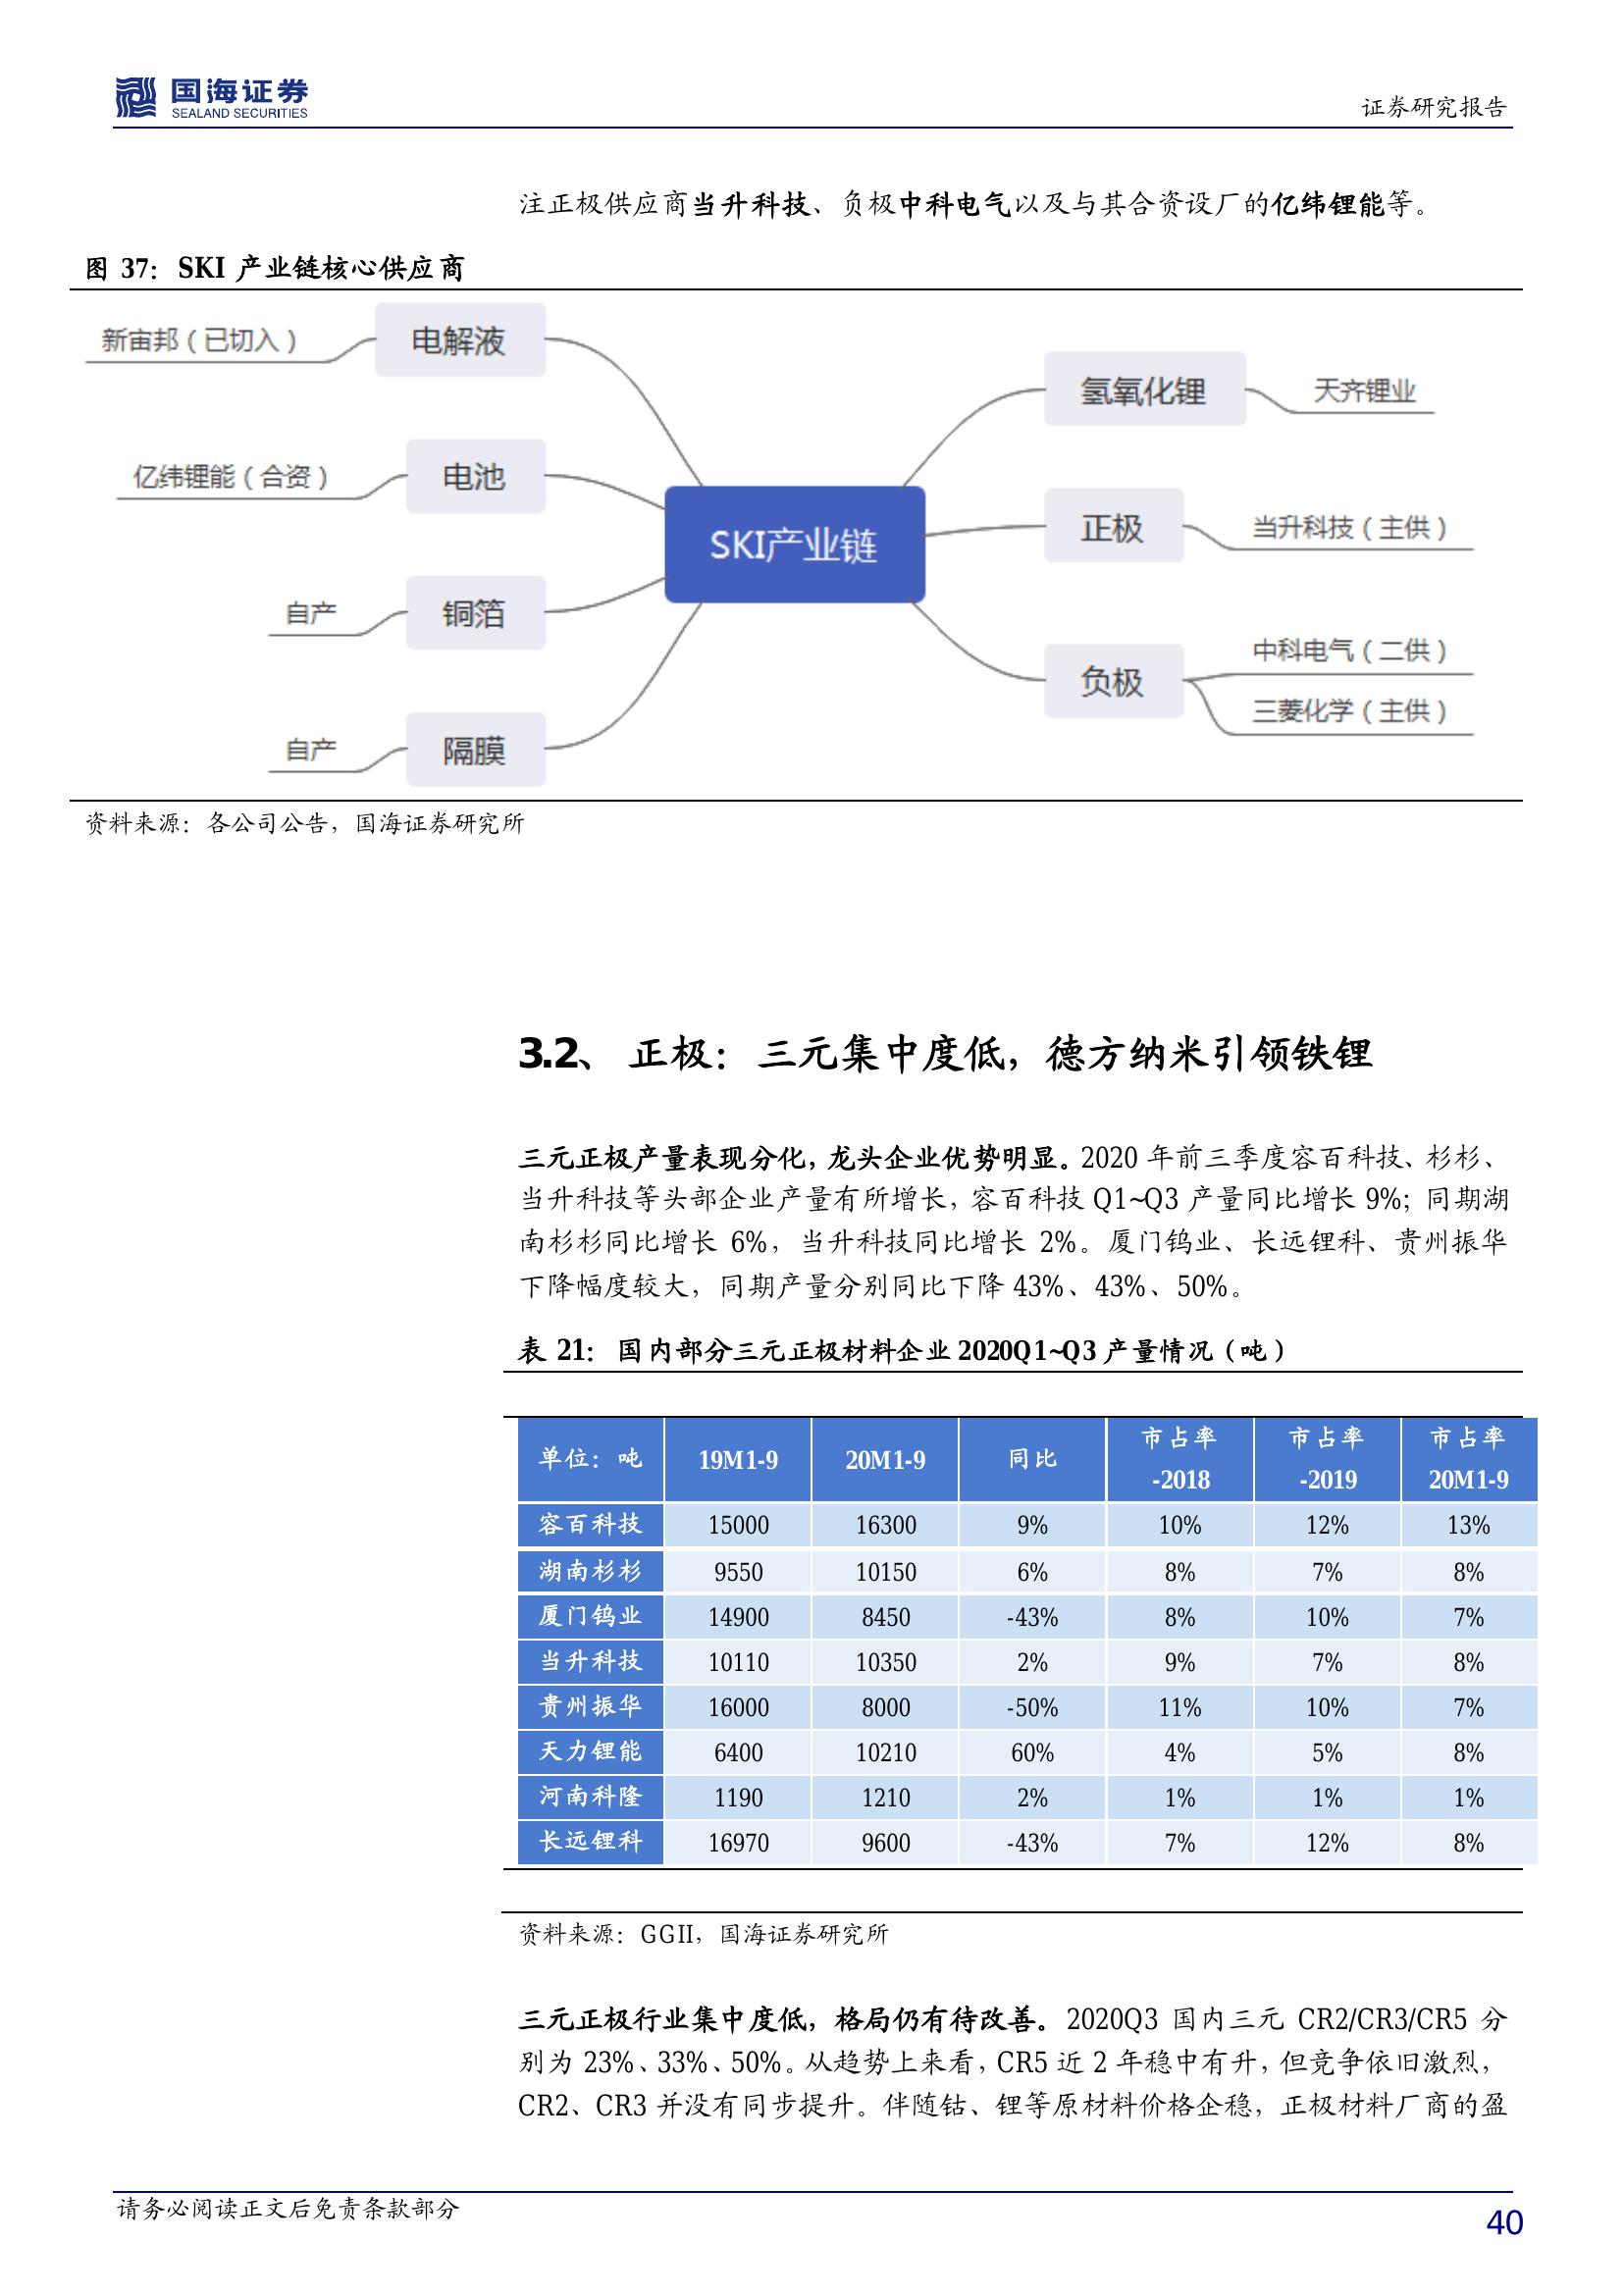 国海证券
SEALAND SECURITIES
证券研究报告
注正极供应商当升科技、负极中科电气以及与其合资设厂的亿纬锂能等。
图 37：SKI 产业链核心供应商
新宙邦（已切入）
电解液
亿纬锂能（合资）
电池
自产
铜箔
自产
隔膜
SKI产业链
氢氧化锂
天齐锂业
正极
当升科技（主供）
负极
中科电气（二供）
三菱化学（主供）
资料来源：各公司公告，国海证券研究所
3.2、 正极：三元集中度低，德方纳米引领铁锂
三元正极产量表现分化，龙头企业优势明显。2020 年前三季度容百科技、杉杉、
当升科技等头部企业产量有所增长，容百科技 Q1~Q3 产量同比增长 9%；同期湖
南杉杉同比增长 6%，当升科技同比增长 2%。厦门钨业、长远锂科、贵州振华
下降幅度较大，同期产量分别同比下降 43%、43%、50%。
表 21： 国内部分三元正极材料企业 2020Q1~Q3 产量情况（吨）
单位：吨 19M1-9 20M1-9 同比 市占率-2018 市占率-2019 市占率20M1-9
容百科技 15000 16300 9% 10% 12% 13%
湖南杉杉 9550 10150 6% 8% 7% 8%
厦门钨业 14900 8450 -43% 8% 10% 7%
当升科技 10110 10350 2% 9% 7% 8%
贵州振华 16000 8000 -50% 11% 10% 7%
天力锂能 6400 10210 60% 4% 5% 8%
河南科隆 1190 1210 2% 1% 1% 1%
长远锂科 16970 9600 -43% 7% 12% 8%
资料来源：GGII，国海证券研究所
三元正极行业集中度低，格局仍有待改善。2020Q3 国内三元 CR2/CR3/CR5 分
别为 23%、33%、50%。从趋势上来看，CR5 近 2 年稳中有升，但竞争依旧激烈，
CR2、CR3 并没有同步提升。伴随钴、锂等原材料价格企稳，正极材料厂商的盈
请务必阅读正文后免责条款部分
40